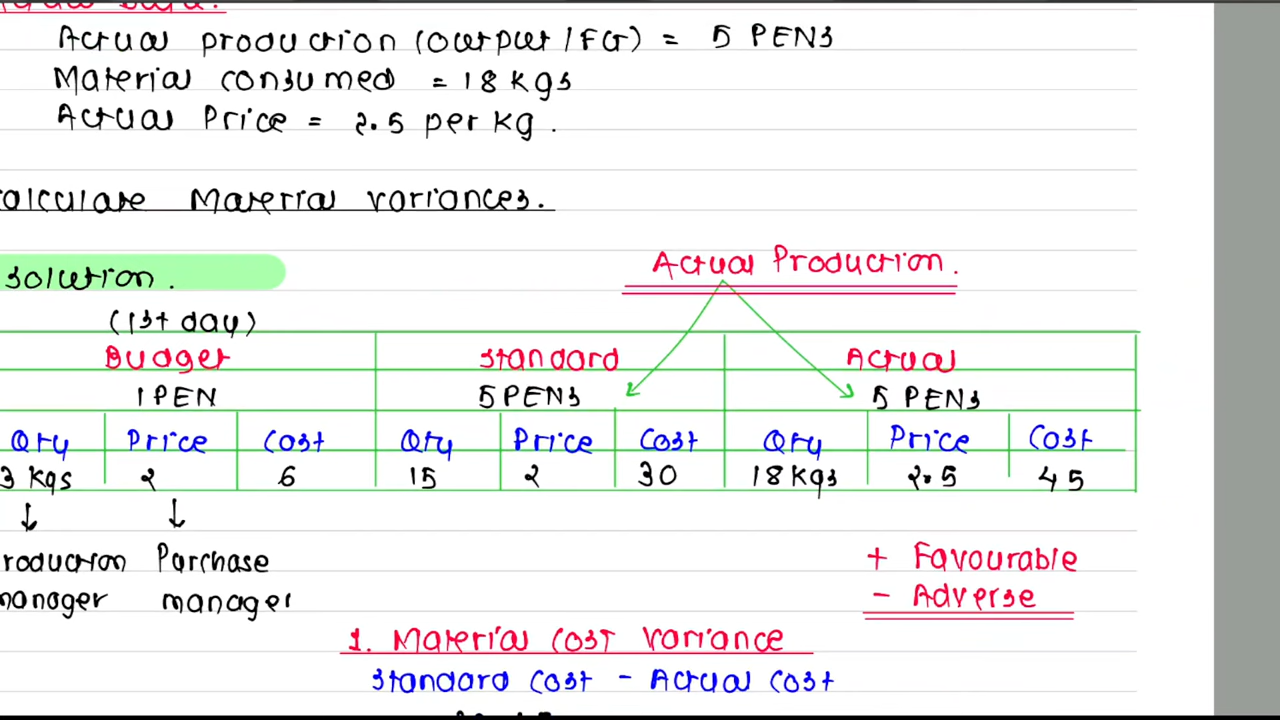 Actual production (output/FG) = 5 PENS
Material consumed = 18 kgs
Actual Price = 2.5 per kg.
alculate Material variances.
solution.
Actual Production.
(1st day)
Budget Standard Actual
1 PEN 5 PENS 5 PENS
Qty Price Cost Qty Price Cost Qty Price Cost
3 kgs 2 6 15 2 30 18 kgs 2.5 45
roduction Parchase
manager manager
+ Favourable
- Adverse
1. Material cost variance
Standard cost - Actual cost